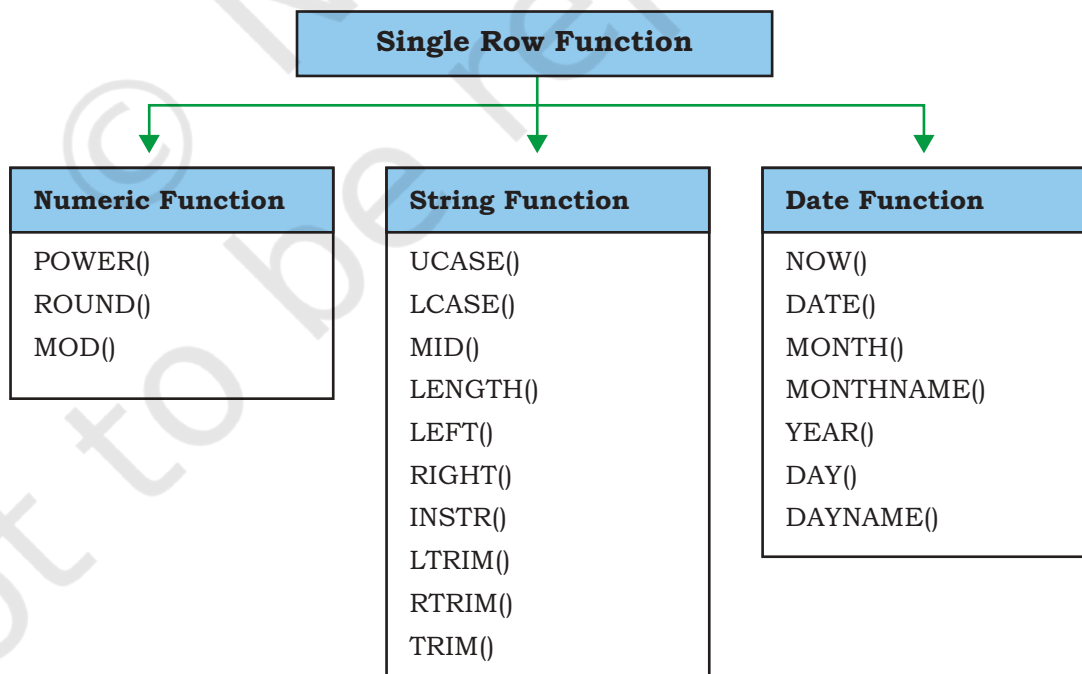 Single Row Function
Numeric Function
POWER()
ROUND()
MOD()
String Function
UCASE()
LCASE()
MID()
LENGTH()
LEFT()
RIGHT()
INSTR()
LTRIM()
RTRIM()
TRIM()
Date Function
NOW()
DATE()
MONTH()
MONTHNAME()
YEAR()
DAY()
DAYNAME()